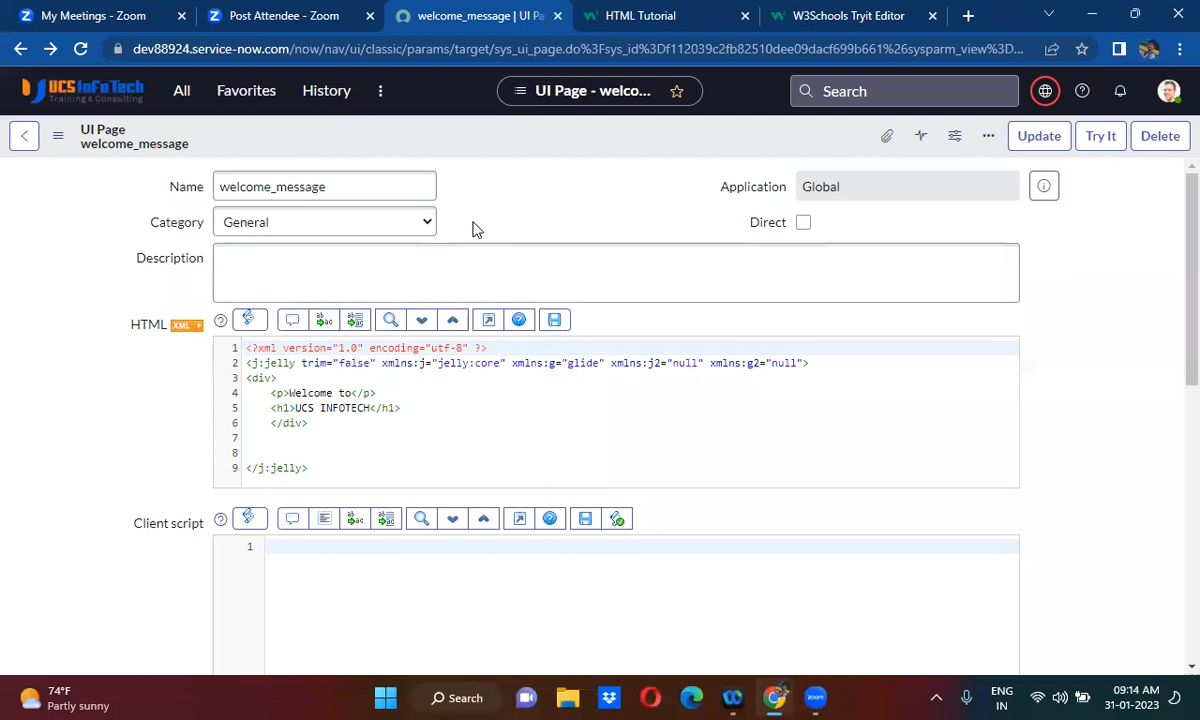 My Meetings - Zoom
Post Attendee - Zoom
welcome_message | UI Pa
HTML Tutorial
W3Schools Tryit Editor
dev88924.service-now.com/now/nav/ui/classic/params/target/sys_ui_page.do%3Fsys_id%3Df112039c2fb82510dee09dacf699b661%26sysparm_view%3D...
UCS InFoTech
Training & Consulting
All
Favorites
History
UI Page - welco...
Search
UI Page
welcome_message
Update
Try It
Delete
Name
welcome_message
Application
Global
Category
General
Direct
Description
HTML
XML
1 <?xml version="1.0" encoding="utf-8" ?>
2 <j:jelly trim="false" xmlns:j="jelly:core" xmlns:g="glide" xmlns:j2="null" xmlns:g2="null">
3 <div>
4 <p>Welcome to</p>
5 <h1>UCS INFOTECH</h1>
6 </div>
7
8
9 </j:jelly>
Client script
1
74°F
Partly sunny
Search
ENG
IN
09:14 AM
31-01-2023